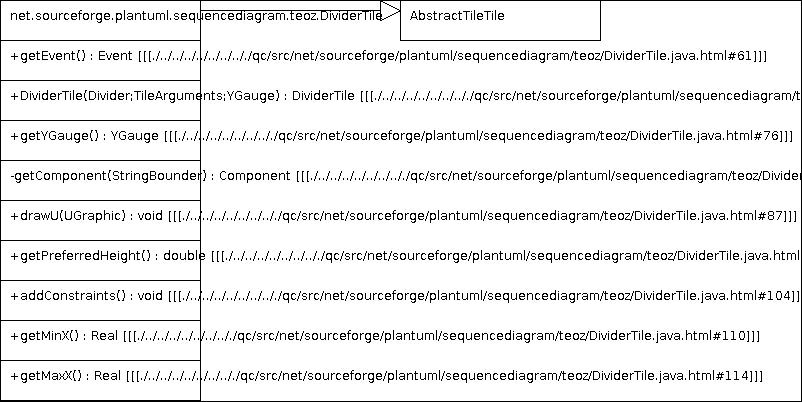 net.sourceforge.plantuml.sequencediagram.teoz.DividerTile
AbstractTileTile
+getEvent() : Event [[[./../../../../../../../../qc/src/net/sourceforge/plantuml/sequencediagram/teoz/DividerTile.java.html#61]]]
+DividerTile(Divider;TileArguments;YGauge) : DividerTile [[[./../../../../../../../../qc/src/net/sourceforge/plantuml/sequencediagram/t
+getYGauge() : YGauge [[[./../../../../../../../../qc/src/net/sourceforge/plantuml/sequencediagram/teoz/DividerTile.java.html#76]]]
-getComponent(StringBounder) : Component [[[./../../../../../../../../qc/src/net/sourceforge/plantuml/sequencediagram/teoz/Divider
+drawU(UGraphic) : void [[[./../../../../../../../../qc/src/net/sourceforge/plantuml/sequencediagram/teoz/DividerTile.java.html#87]]]
+getPreferredHeight() : double [[[./../../../../../../../../qc/src/net/sourceforge/plantuml/sequencediagram/teoz/DividerTile.java.html
+addConstraints() : void [[[./../../../../../../../../qc/src/net/sourceforge/plantuml/sequencediagram/teoz/DividerTile.java.html#104]]]
+getMinX() : Real [[[./../../../../../../../../qc/src/net/sourceforge/plantuml/sequencediagram/teoz/DividerTile.java.html#110]]]
+getMaxX() : Real [[[./../../../../../../../../qc/src/net/sourceforge/plantuml/sequencediagram/teoz/DividerTile.java.html#114]]]